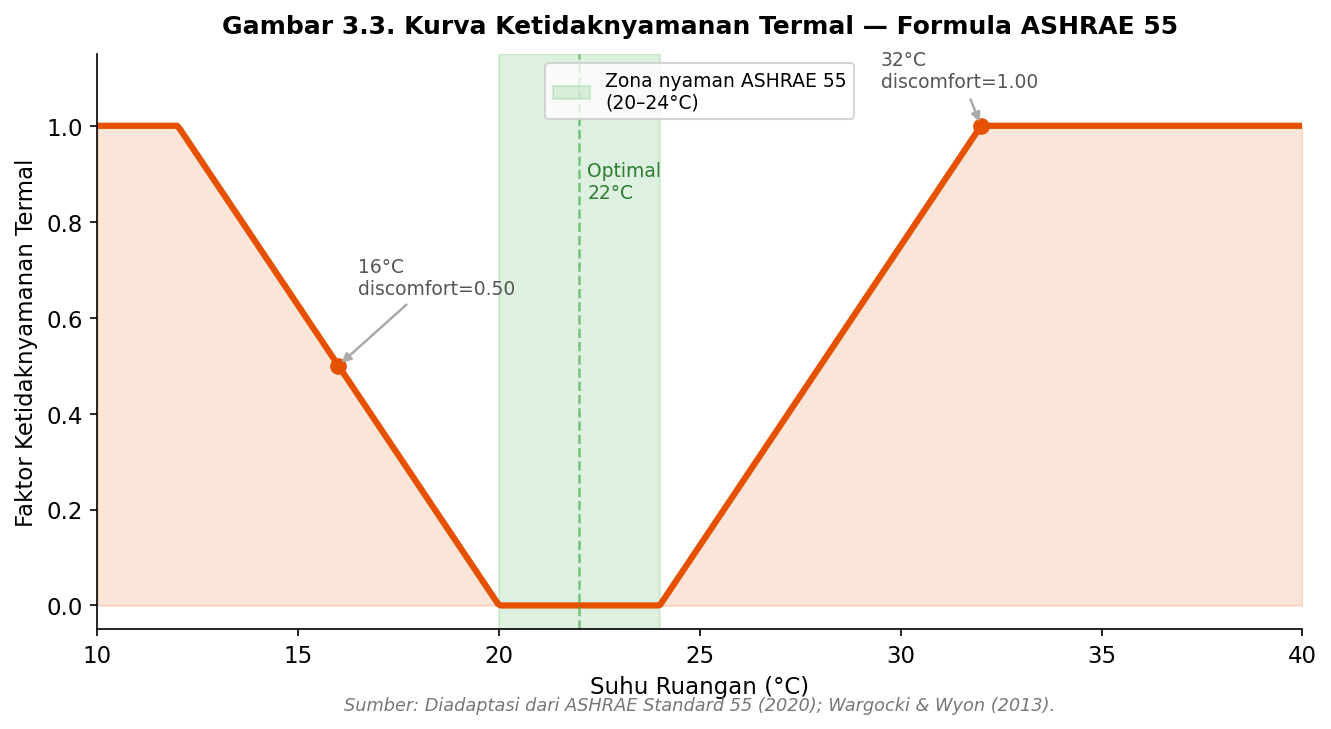 Gambar 3.3. Kurva Ketidaknyamanan Termal — Formula ASHRAE 55
32°C
discomfort=1.00
Zona nyaman ASHRAE 55
(20–24°C)
Optimal
22°C
16°C
discomfort=0.50
Faktor Ketidaknyamanan Termal
1.0
0.8
0.6
0.4
0.2
0.0
10
15
20
25
30
35
40
Suhu Ruangan (°C)
Sumber: Diadaptasi dari ASHRAE Standard 55 (2020); Wargocki & Wyon (2013).